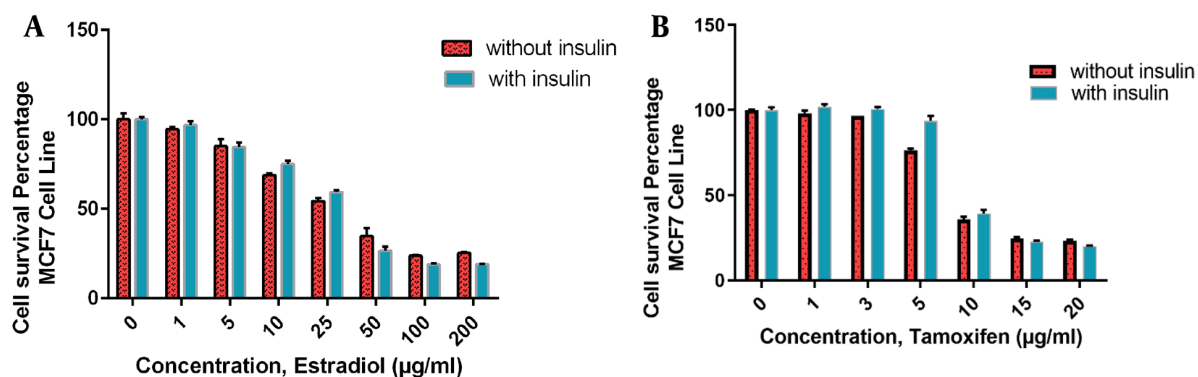 A
Cell survival Percentage
MCF7 Cell Line
150
100
50
0
without insulin
with insulin
0 1 5 10 25 50 100 200
Concentration, Estradiol (µg/ml)
B
Cell survival Percentage
MCF7 Cell Line
150
100
50
0
without insulin
with insulin
0 1 3 5 10 15 20
Concentration, Tamoxifen (µg/ml)